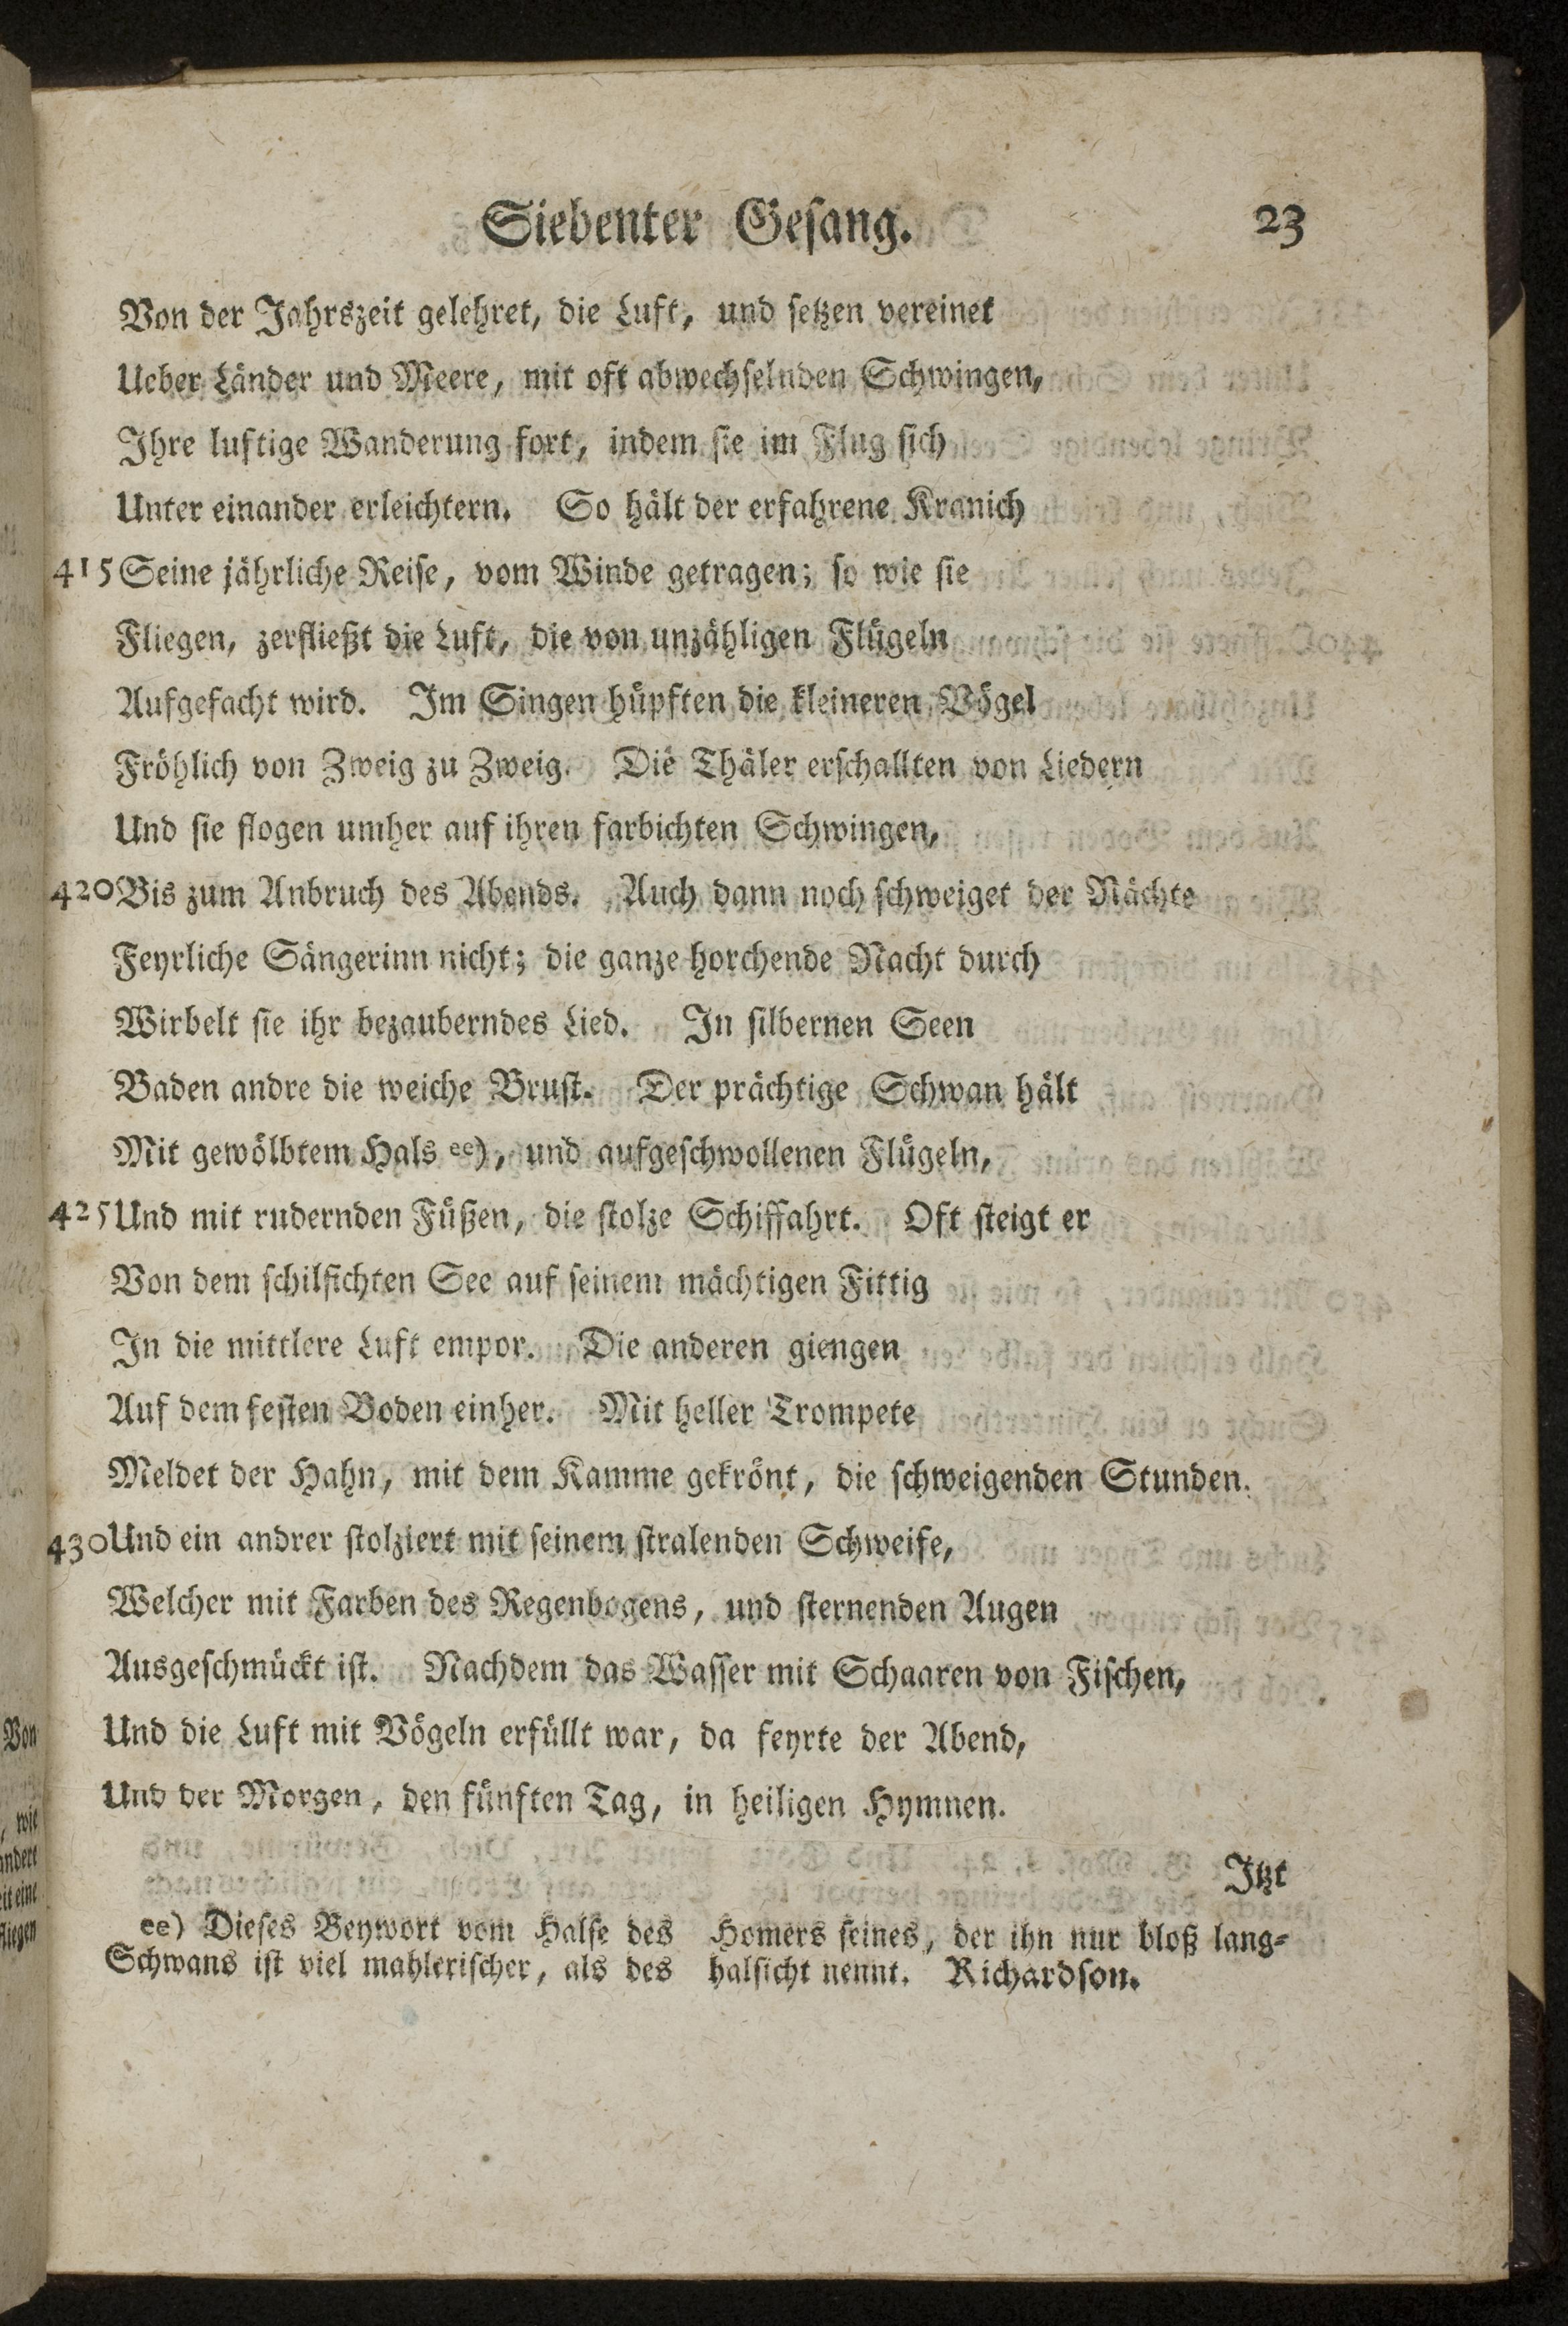 Siebenter Gesang. 23
Von der Jahrszeit gelehret, die Luft, und setzen vereinet
Ueber Länder und Meere, mit oft abwechselnden Schwingen,
Ihre luftige Wanderung fort, indem sie im Flug sich
Unter einander erleichtern. So hält der erfahrene Kranich
415 Seine jährliche Reise, vom Winde getragen; so wie sie
Fliegen, zerfließt die Luft, die von unzähligen Flügeln
Aufgefacht wird. Im Singen hüpften die kleineren Vögel
Fröhlich von Zweig zu Zweig. Die Thäler erschallten von Liedern
Und sie flogen umher auf ihren farbichten Schwingen,
420 Bis zum Anbruch des Abends. Auch dann noch schweiget der Nächte
Feyrliche Sängerinn nicht; die ganze horchende Nacht durch
Wirbelt sie ihr bezauberndes Lied. In silbernen Seen
Baden andre die weiche Brust. Der prächtige Schwan hält
Mit gewölbtem Hals ee), und aufgeschwollenen Flügeln,
425 Und mit rudernden Füßen, die stolze Schiffahrt. Oft steigt er
Von dem schilfichten See auf seinem mächtigen Fittig
In die mittlere Luft empor. Die anderen giengen
Auf dem festen Boden einher. Mit heller Trompete
Meldet der Hahn, mit dem Kamme gekrönt, die schweigenden Stunden.
430 Und ein andrer stolziert mit seinem stralenden Schweife,
Welcher mit Farben des Regenbogens, und sternenden Augen
Ausgeschmückt ist. Nachdem das Wasser mit Schaaren von Fischen,
Und die Luft mit Vögeln erfüllt war, da feyrte der Abend,
Und der Morgen, den fünften Tag, in heiligen Hymnen.
Itzt
ee) Dieses Beywort vom Halse des
Schwans ist viel mahlerischer, als des
Homers seines, der ihn nur bloß lang-
halsicht nennt. Richardson.